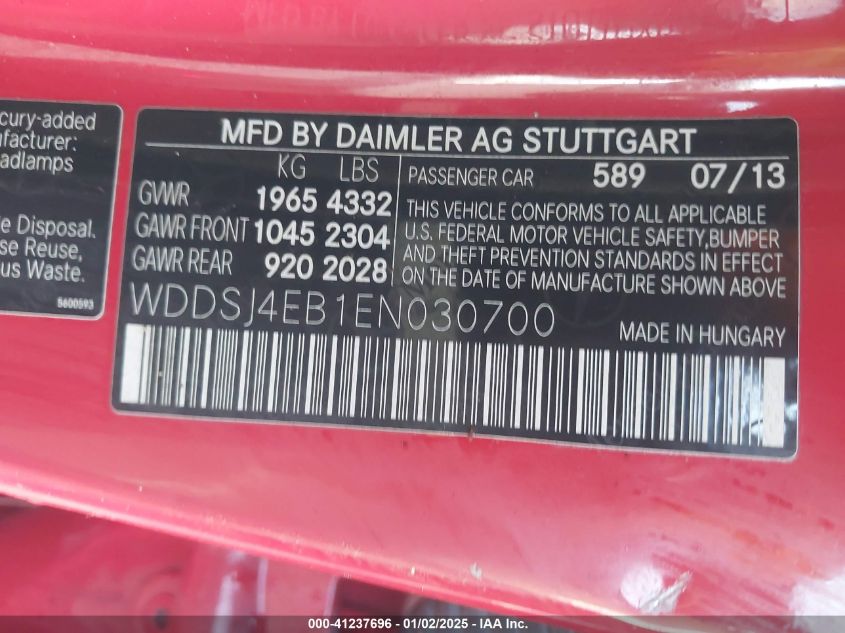 cury-added
nufacturer:
adlamps
e Disposal.
se Reuse,
us Waste.
5600593
MFD BY DAIMLER AG STUTTGART
KG LBS
GVWR 1965 4332
GAWR FRONT 1045 2304
GAWR REAR 920 2028
PASSENGER CAR 589 07/13
THIS VEHICLE CONFORMS TO ALL APPLICABLE
U.S. FEDERAL MOTOR VEHICLE SAFETY,BUMPER
AND THEFT PREVENTION STANDARDS IN EFFECT
ON THE DATE OF MANUFACTURE SHOWN ABOVE
WDDSJ4EB1EN030700
MADE IN HUNGARY
000-41237696 - 01/02/2025 - IAA Inc.